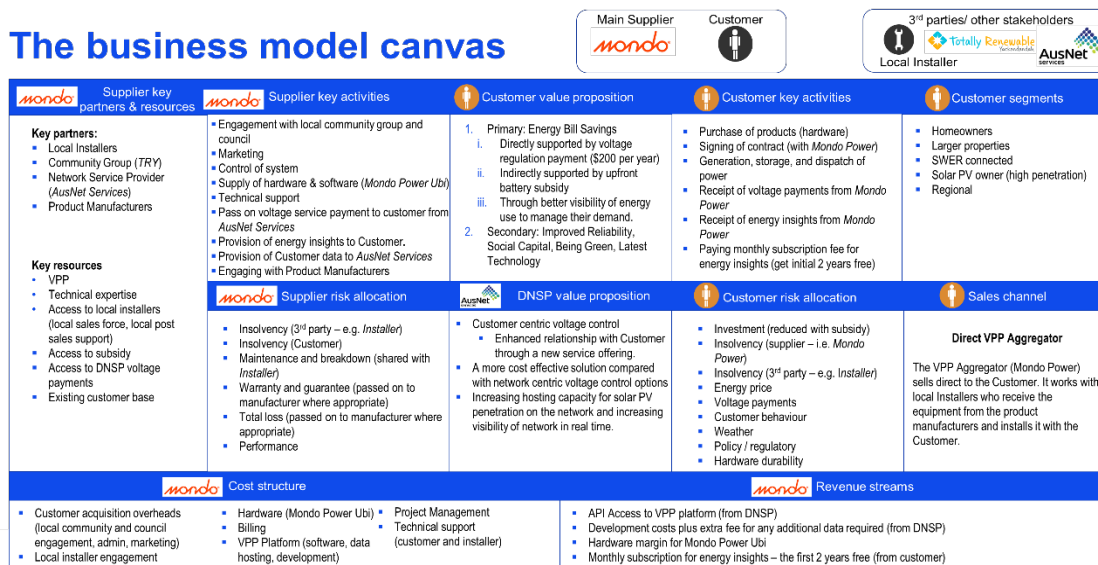 The business model canvas
Main Supplier
mondo
Customer
3rd parties/ other stakeholders
Local Installer
Totally Renewable
AusNet
services
mondo
Supplier key
partners & resources
Key partners:
Local Installers
Community Group (TRY)
Network Service Provider
(AusNet Services)
Product Manufacturers
Key resources
VPP
Technical expertise
Access to local installers
(local sales force, local post
sales support)
Access to subsidy
Access to DNSP voltage
payments
Existing customer base
mondo
Supplier key activities
Engagement with local community group and
council
Marketing
Control of system
Supply of hardware & software (Mondo Power Ubi)
Technical support
Pass on voltage service payment to customer from
AusNet Services
Provision of energy insights to Customer.
Provision of Customer data to AusNet Services
Engaging with Product Manufacturers
Customer value proposition
1. Primary: Energy Bill Savings
i. Directly supported by voltage
regulation payment ($200 per year)
ii. Indirectly supported by upfront
battery subsidy
iii. Through better visibility of energy
use to manage their demand.
2. Secondary: Improved Reliability,
Social Capital, Being Green, Latest
Technology
Customer key activities
Purchase of products (hardware)
Signing of contract (with Mondo Power)
Generation, storage, and dispatch of
power
Receipt of voltage payments from Mondo
Power
Receipt of energy insights from Mondo
Power
Paying monthly subscription fee for
energy insights (get initial 2 years free)
Customer segments
Homeowners
Larger properties
SWER connected
Solar PV owner (high penetration)
Regional
mondo
Supplier risk allocation
Insolvency (3rd party – e.g. Installer)
Insolvency (Customer)
Maintenance and breakdown (shared with
Installer)
Warranty and guarantee (passed on to
manufacturer where appropriate)
Total loss (passed on to manufacturer where
appropriate)
Performance
AusNet
DNSP value proposition
Customer centric voltage control
Enhanced relationship with Customer
through a new service offering.
A more cost effective solution compared
with network centric voltage control options
Increasing hosting capacity for solar PV
penetration on the network and increasing
visibility of network in real time.
Customer risk allocation
Investment (reduced with subsidy)
Insolvency (supplier – i.e. Mondo
Power)
Insolvency (3rd party – e.g. Installer)
Energy price
Voltage payments
Customer behaviour
Weather
Policy / regulatory
Hardware durability
Sales channel
Direct VPP Aggregator
The VPP Aggregator (Mondo Power)
sells direct to the Customer. It works with
local Installers who receive the
equipment from the product
manufacturers and installs it with the
Customer.
mondo
Cost structure
Customer acquisition overheads
(local community and council
engagement, admin, marketing)
Local installer engagement
Hardware (Mondo Power Ubi)
Billing
VPP Platform (software, data
hosting, development)
Project Management
Technical support
(customer and installer)
mondo
Revenue streams
API Access to VPP platform (from DNSP)
Development costs plus extra fee for any additional data required (from DNSP)
Hardware margin for Mondo Power Ubi
Monthly subscription for energy insights – the first 2 years free (from customer)